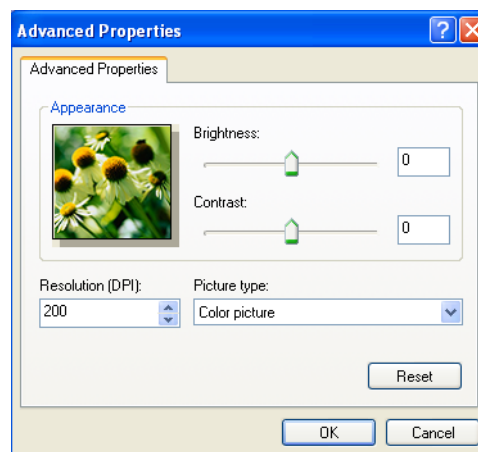 Advanced Properties
Advanced Properties
Appearance
Brightness:
0
Contrast:
0
Resolution (DPI): Picture type:
200 Color picture
Reset
OK Cancel